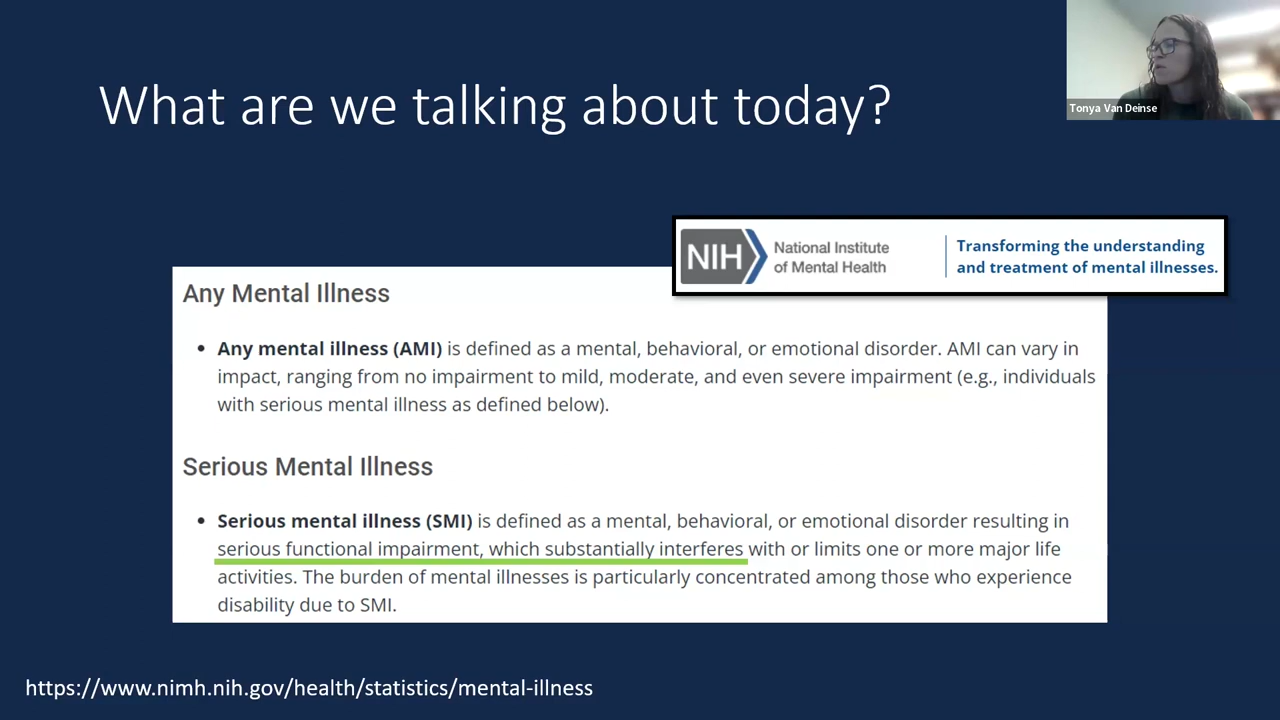 What are we talking about today?
Tonya Van Deinse
NIH
National Institute
of Mental Health
Transforming the understanding
and treatment of mental illnesses.
Any Mental Illness
• Any mental illness (AMI) is defined as a mental, behavioral, or emotional disorder. AMI can vary in
impact, ranging from no impairment to mild, moderate, and even severe impairment (e.g., individuals
with serious mental illness as defined below).
Serious Mental Illness
• Serious mental illness (SMI) is defined as a mental, behavioral, or emotional disorder resulting in
serious functional impairment, which substantially interferes with or limits one or more major life
activities. The burden of mental illnesses is particularly concentrated among those who experience
disability due to SMI.
https://www.nimh.nih.gov/health/statistics/mental-illness